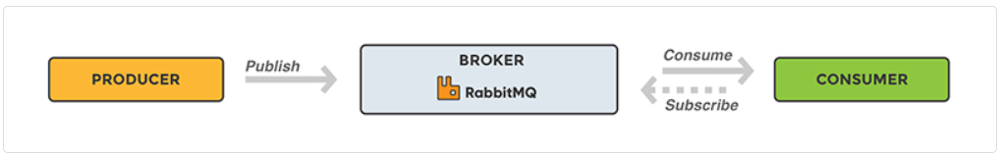 PRODUCER
Publish
BROKER
RabbitMQ
Consume
Subscribe
CONSUMER